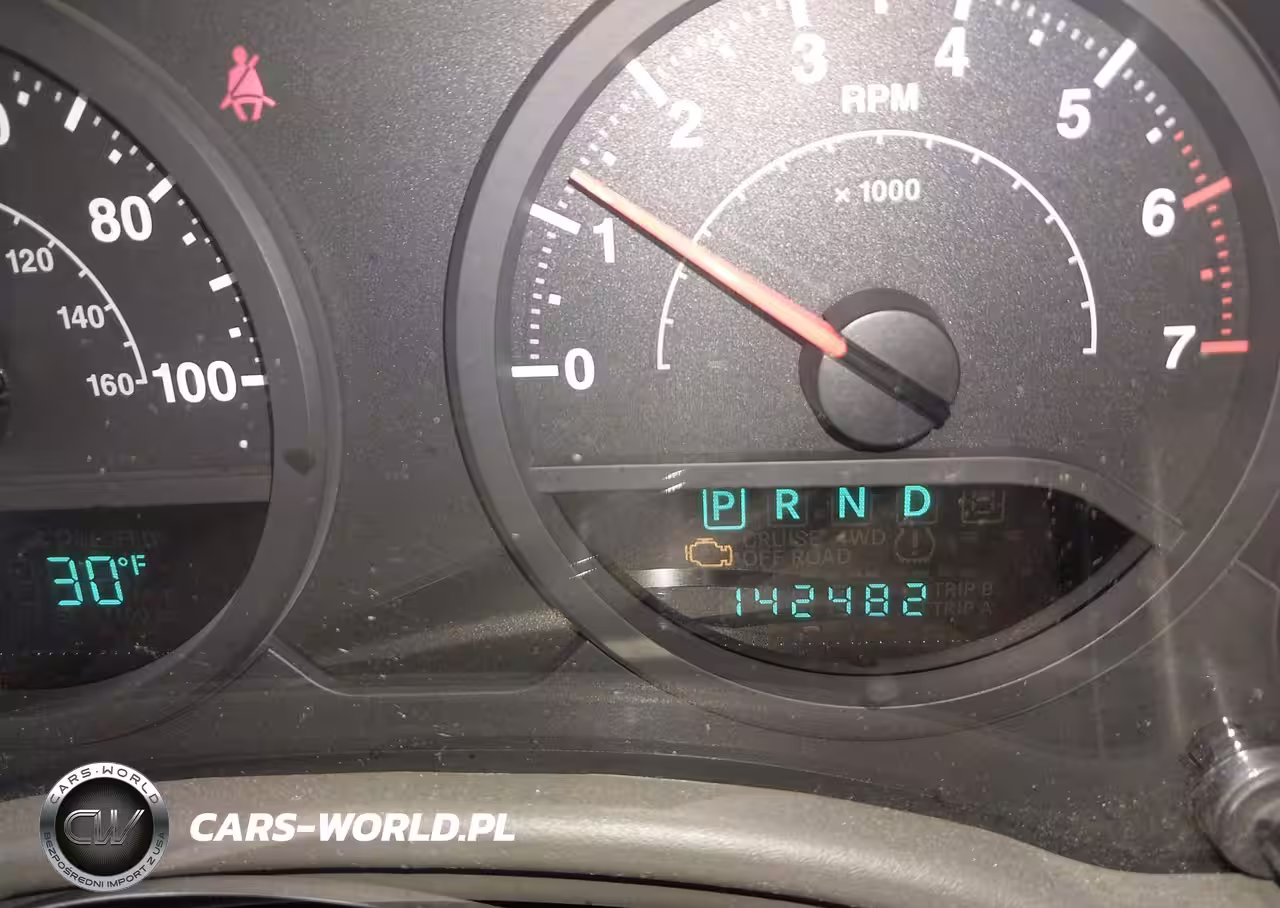 3
4
2
RPM
5
x 1000
80
6
1
120
140
7
0
160
100
P R N D
CRUISE 4WD
OFF ROAD
30°F
142482
TRIP B
TRIP A
CARS-WORLD
CW
BEZPOŚREDNI IMPORT Z USA
CARS-WORLD.PL